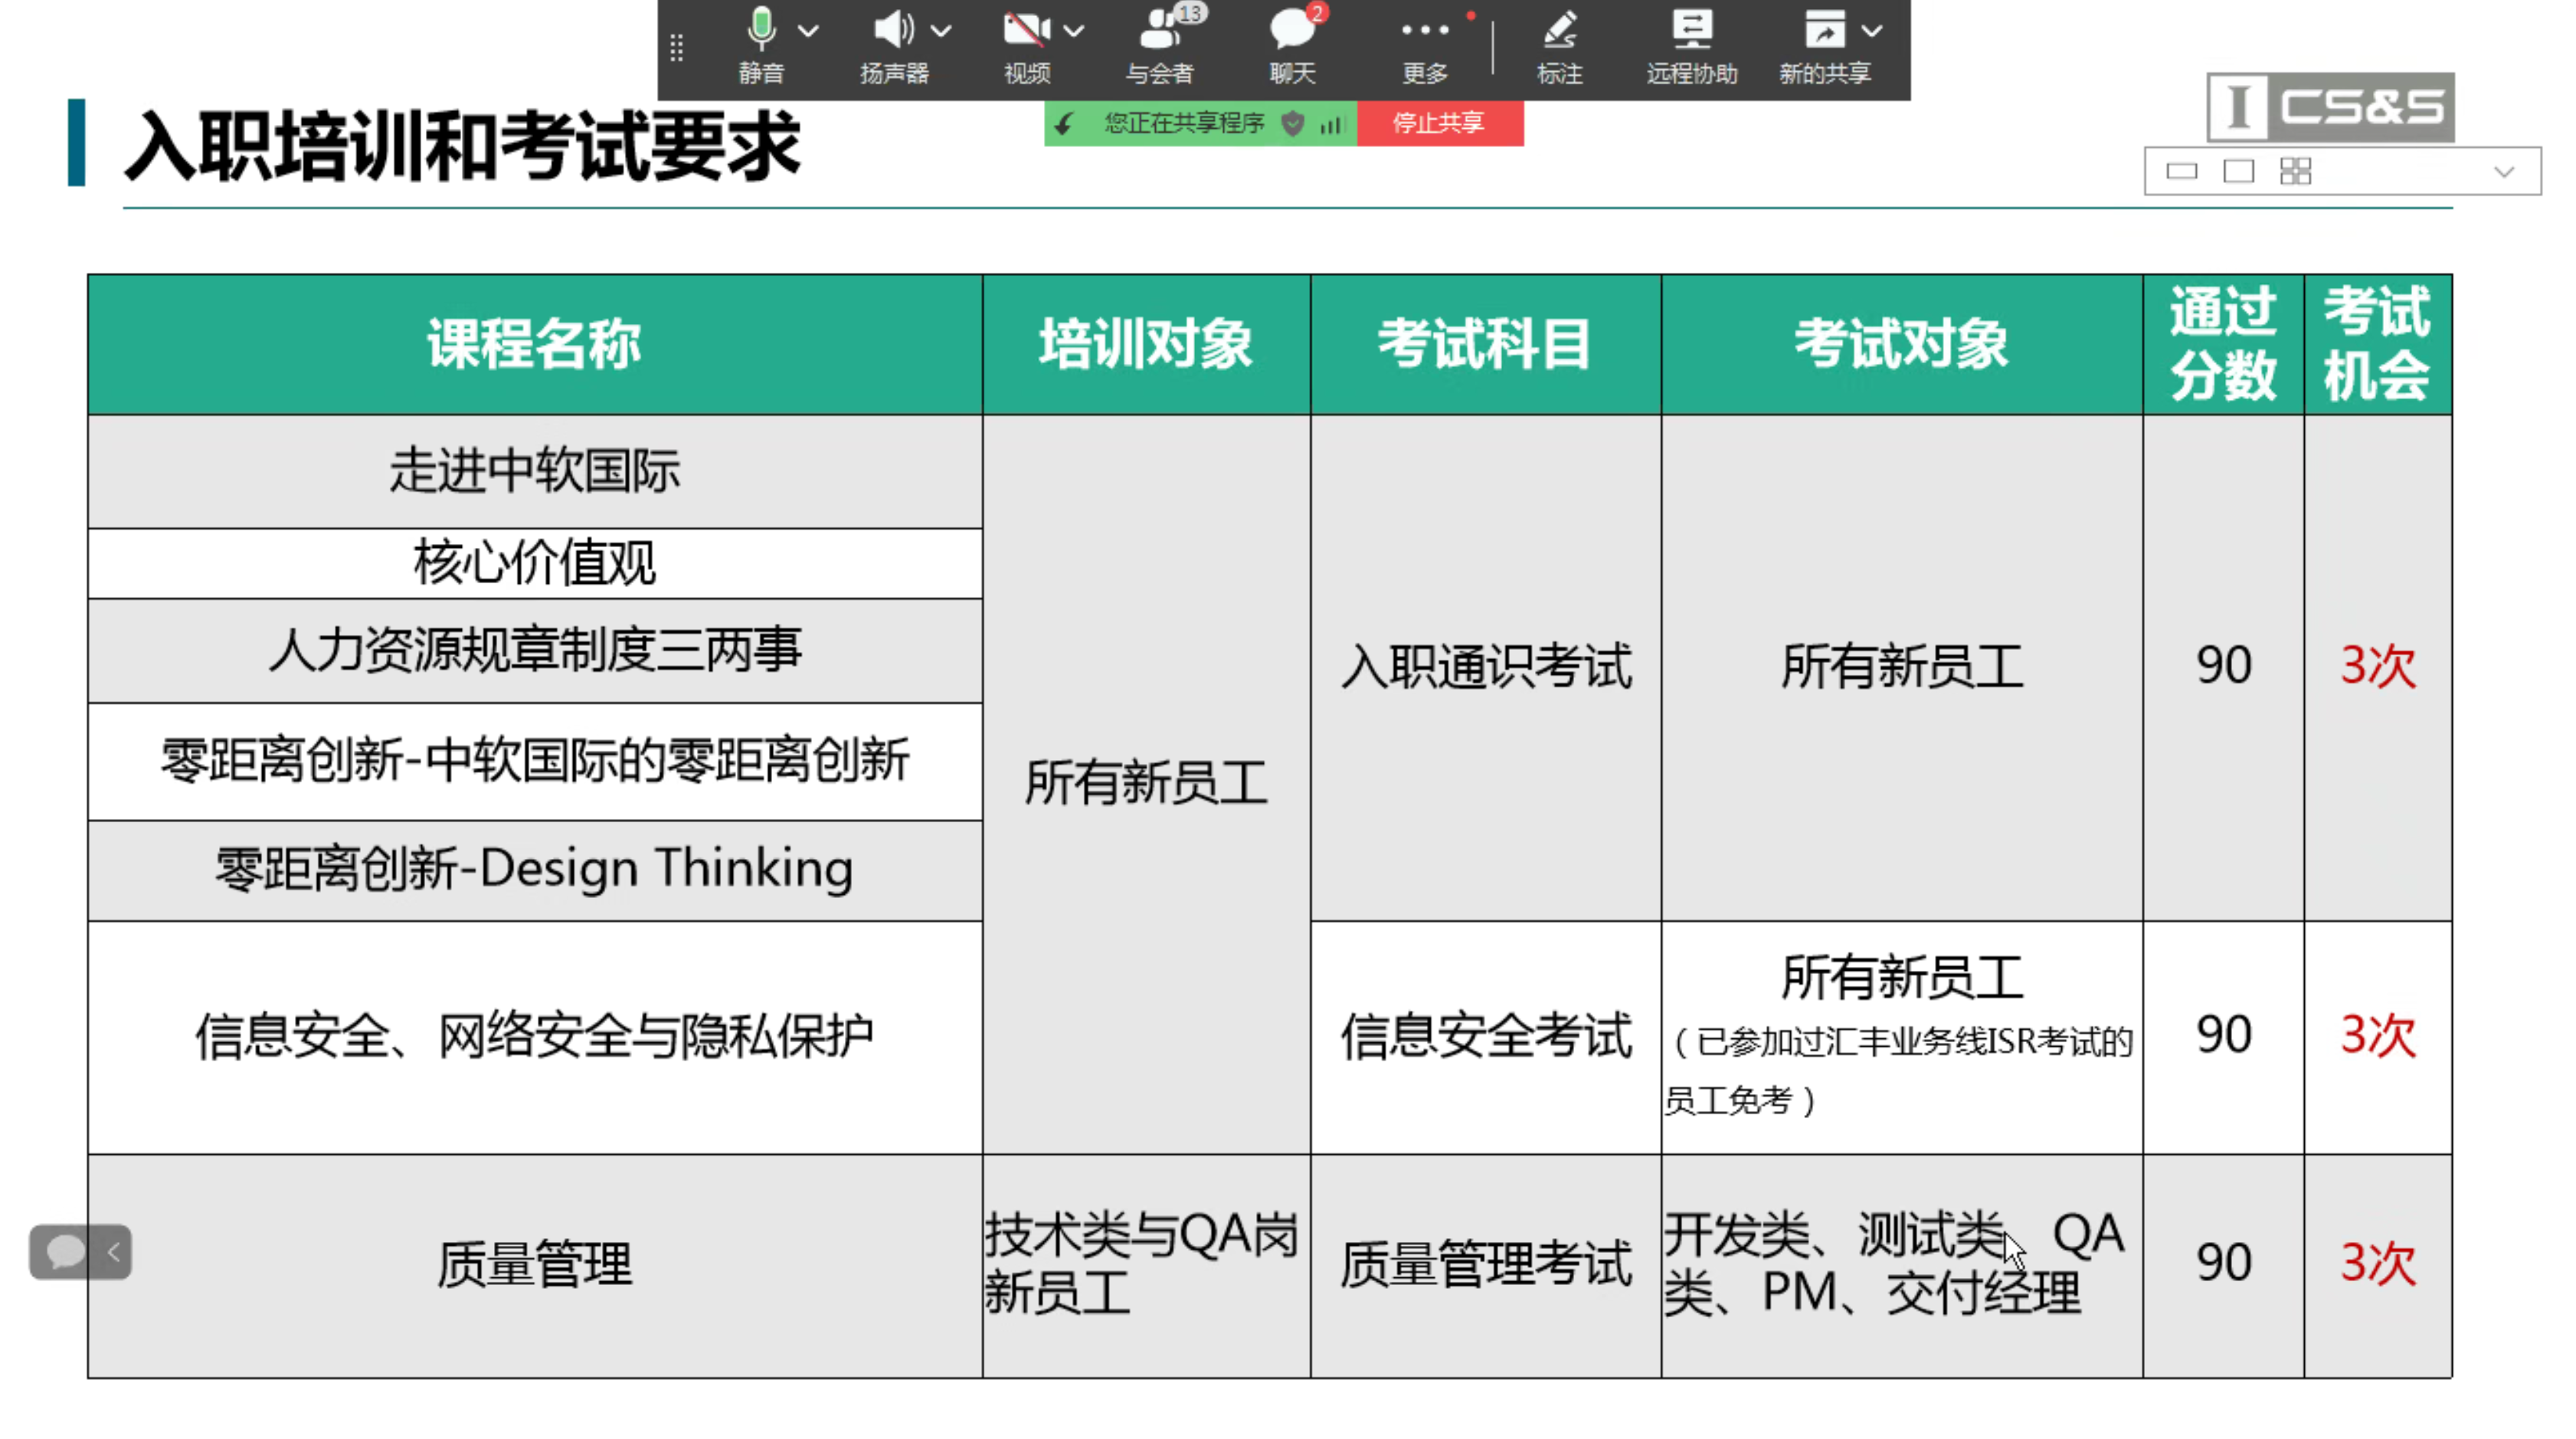 静音 扬声器 视频 与会者 13 聊天 2 更多 标注 远程协助 新的共享
您正在共享程序 停止共享
I CS&S
入职培训和考试要求
课程名称 培训对象 考试科目 考试对象 通过分数 考试机会
走进中软国际
核心价值观
人力资源规章制度三两事
零距离创新-中软国际的零距离创新
零距离创新-Design Thinking
所有新员工
入职通识考试 所有新员工 90 3次
信息安全、网络安全与隐私保护
信息安全考试
所有新员工
（已参加过汇丰业务线ISR考试的
员工免考）
90 3次
质量管理
技术类与QA岗
新员工
质量管理考试
开发类、测试类、QA
类、PM、交付经理
90 3次